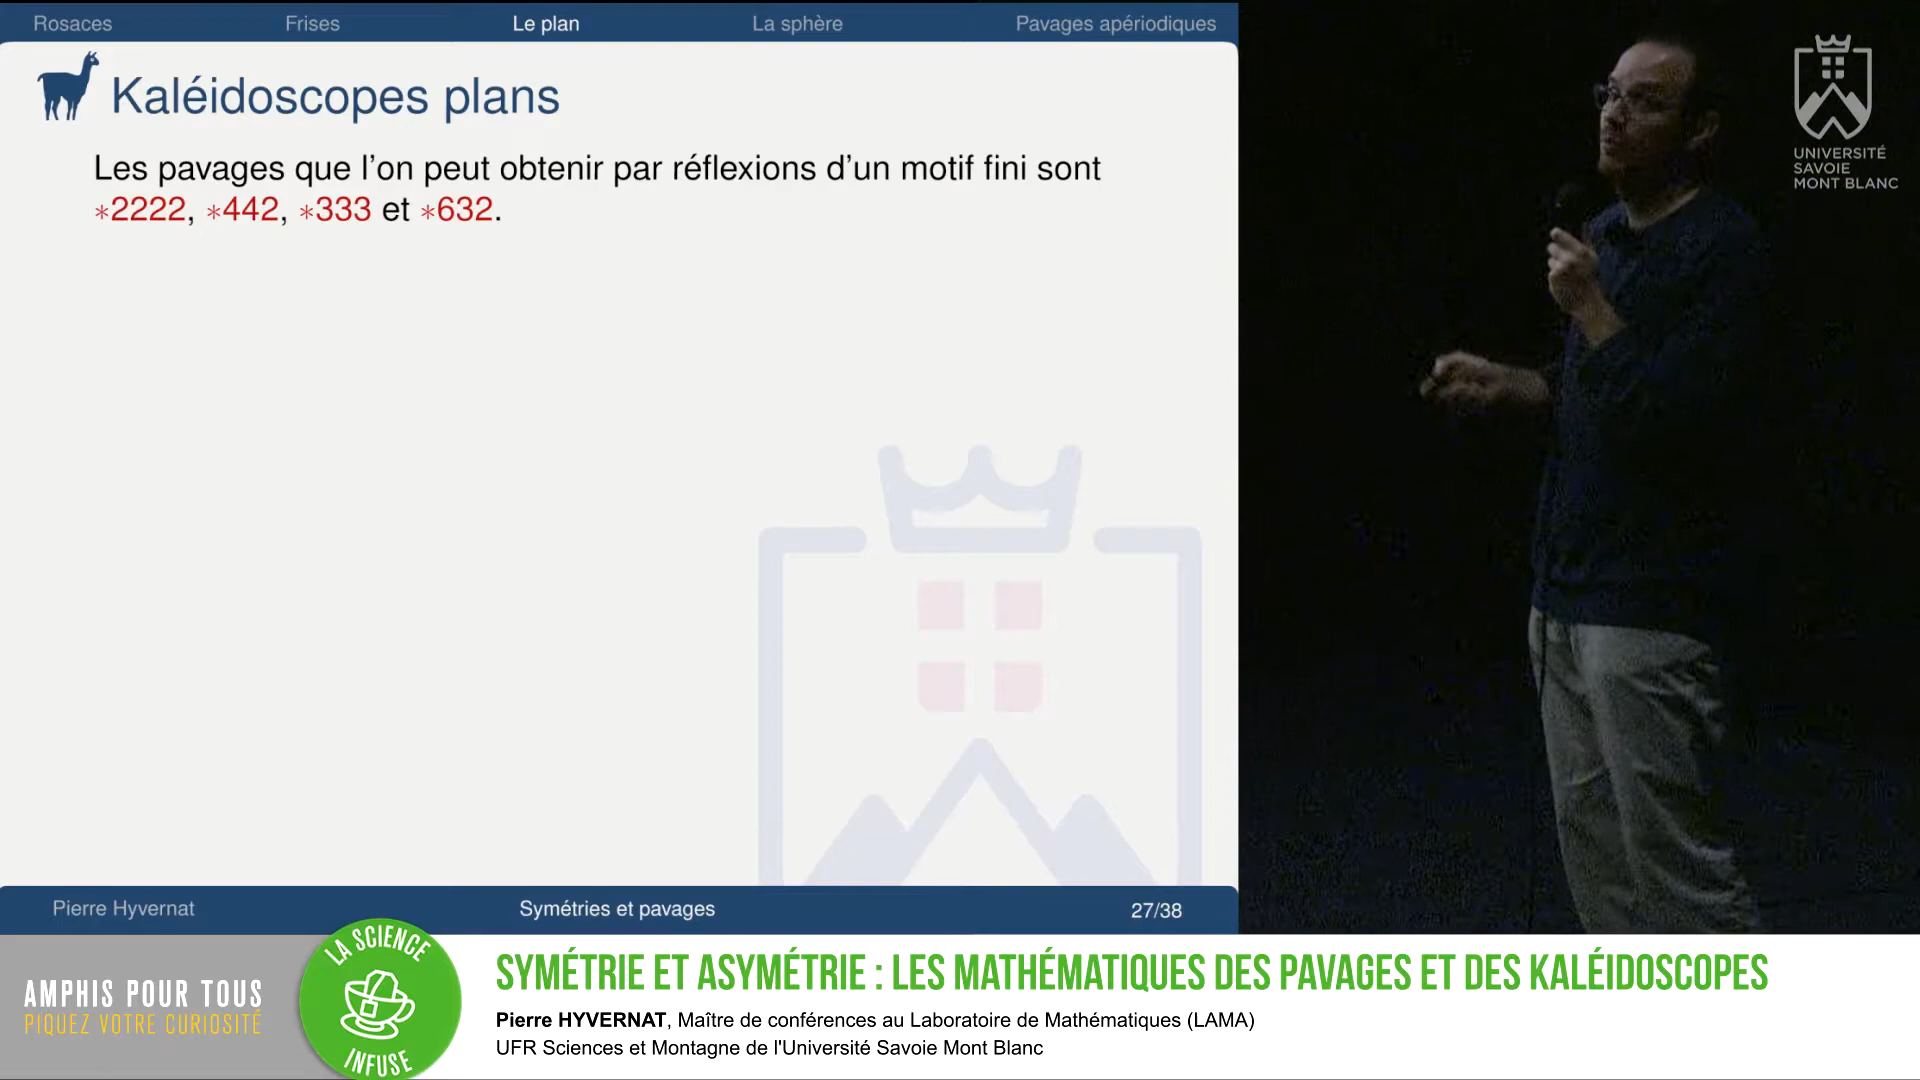 Rosaces Frises Le plan La sphère Pavages apériodiques
Kaléidoscopes plans
Les pavages que l'on peut obtenir par réflexions d'un motif fini sont
∗2222, ∗442, ∗333 et ∗632.
UNIVERSITÉ
SAVOIE
MONT BLANC
Pierre Hyvernat Symétries et pavages 27/38
AMPHIS POUR TOUS
PIQUEZ VOTRE CURIOSITÉ
LA SCIENCE
INFUSE
SYMÉTRIE ET ASYMÉTRIE : LES MATHÉMATIQUES DES PAVAGES ET DES KALÉIDOSCOPES
Pierre HYVERNAT, Maître de conférences au Laboratoire de Mathématiques (LAMA)
UFR Sciences et Montagne de l'Université Savoie Mont Blanc